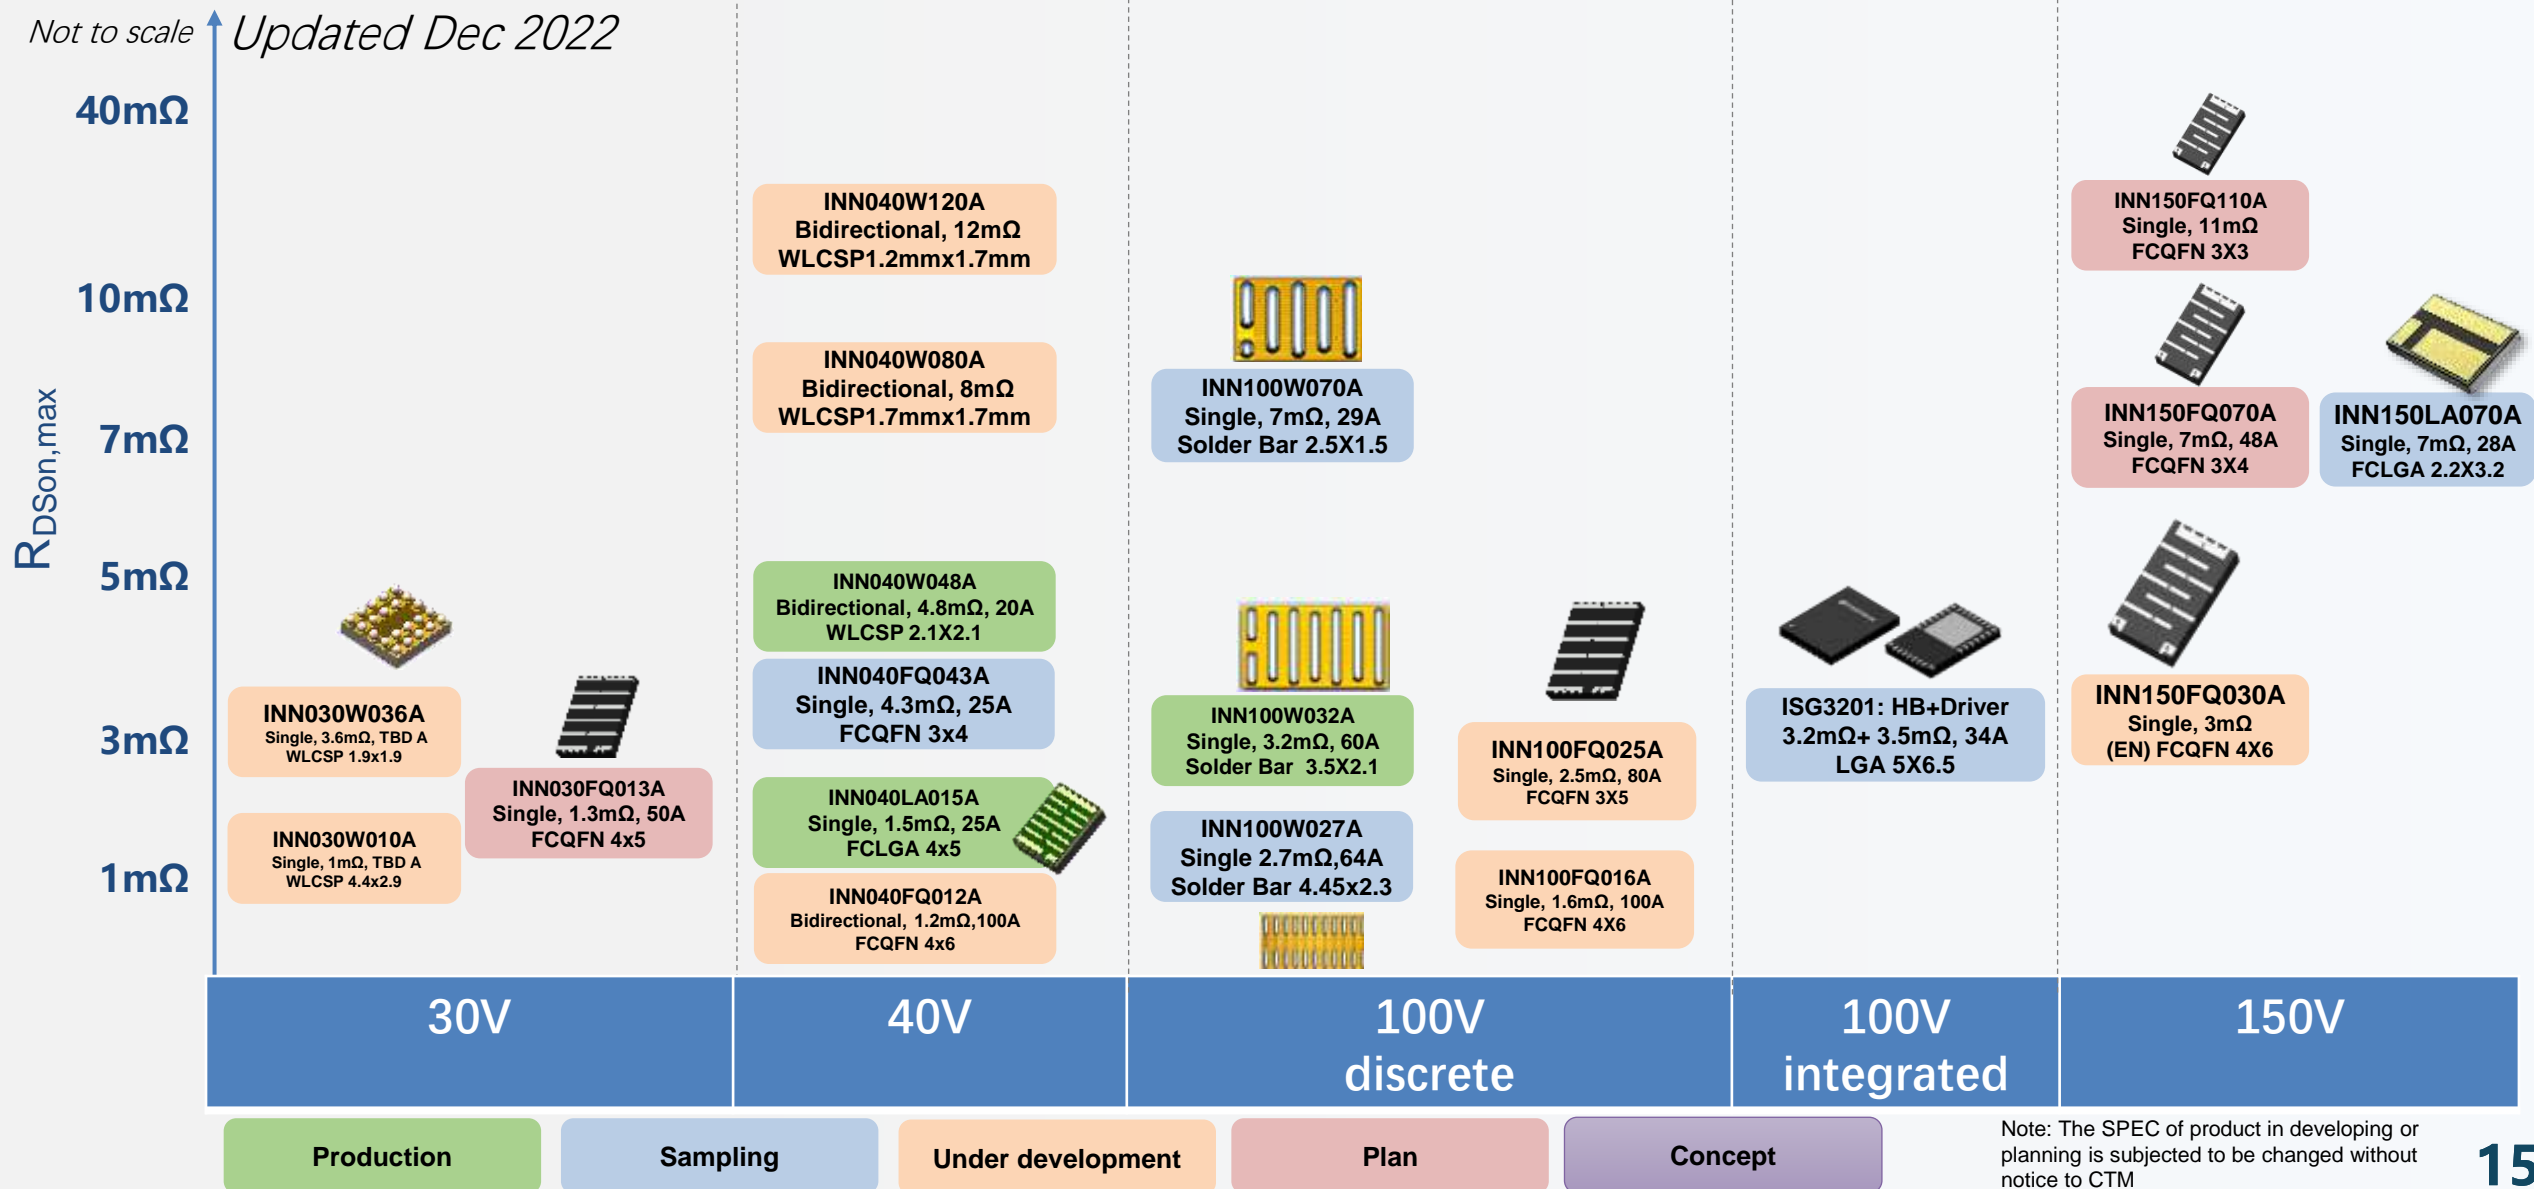 Not to scale
Updated Dec 2022
40mΩ
10mΩ
7mΩ
5mΩ
3mΩ
1mΩ
RDSon,max
INN030W036A
Single, 3.6mΩ, TBD A
WLCSP 1.9x1.9
INN030W010A
Single, 1mΩ, TBD A
WLCSP 4.4x2.9
INN030FQ013A
Single, 1.3mΩ, 50A
FCQFN 4x5
INN040W120A
Bidirectional, 12mΩ
WLCSP1.2mmx1.7mm
INN040W080A
Bidirectional, 8mΩ
WLCSP1.7mmx1.7mm
INN040W048A
Bidirectional, 4.8mΩ, 20A
WLCSP 2.1X2.1
INN040FQ043A
Single, 4.3mΩ, 25A
FCQFN 3x4
INN040LA015A
Single, 1.5mΩ, 25A
FCLGA 4x5
INN040FQ012A
Bidirectional, 1.2mΩ,100A
FCQFN 4x6
INN100W070A
Single, 7mΩ, 29A
Solder Bar 2.5X1.5
INN100W032A
Single, 3.2mΩ, 60A
Solder Bar 3.5X2.1
INN100W027A
Single 2.7mΩ,64A
Solder Bar 4.45x2.3
INN100FQ025A
Single, 2.5mΩ, 80A
FCQFN 3X5
INN100FQ016A
Single, 1.6mΩ, 100A
FCQFN 4X6
ISG3201: HB+Driver
3.2mΩ+ 3.5mΩ, 34A
LGA 5X6.5
INN150FQ110A
Single, 11mΩ
FCQFN 3X3
INN150FQ070A
Single, 7mΩ, 48A
FCQFN 3X4
INN150LA070A
Single, 7mΩ, 28A
FCLGA 2.2X3.2
INN150FQ030A
Single, 3mΩ
(EN) FCQFN 4X6
30V
40V
100V
discrete
100V
integrated
150V
Production
Sampling
Under development
Plan
Concept
Note: The SPEC of product in developing or
planning is subjected to be changed without
notice to CTM
15